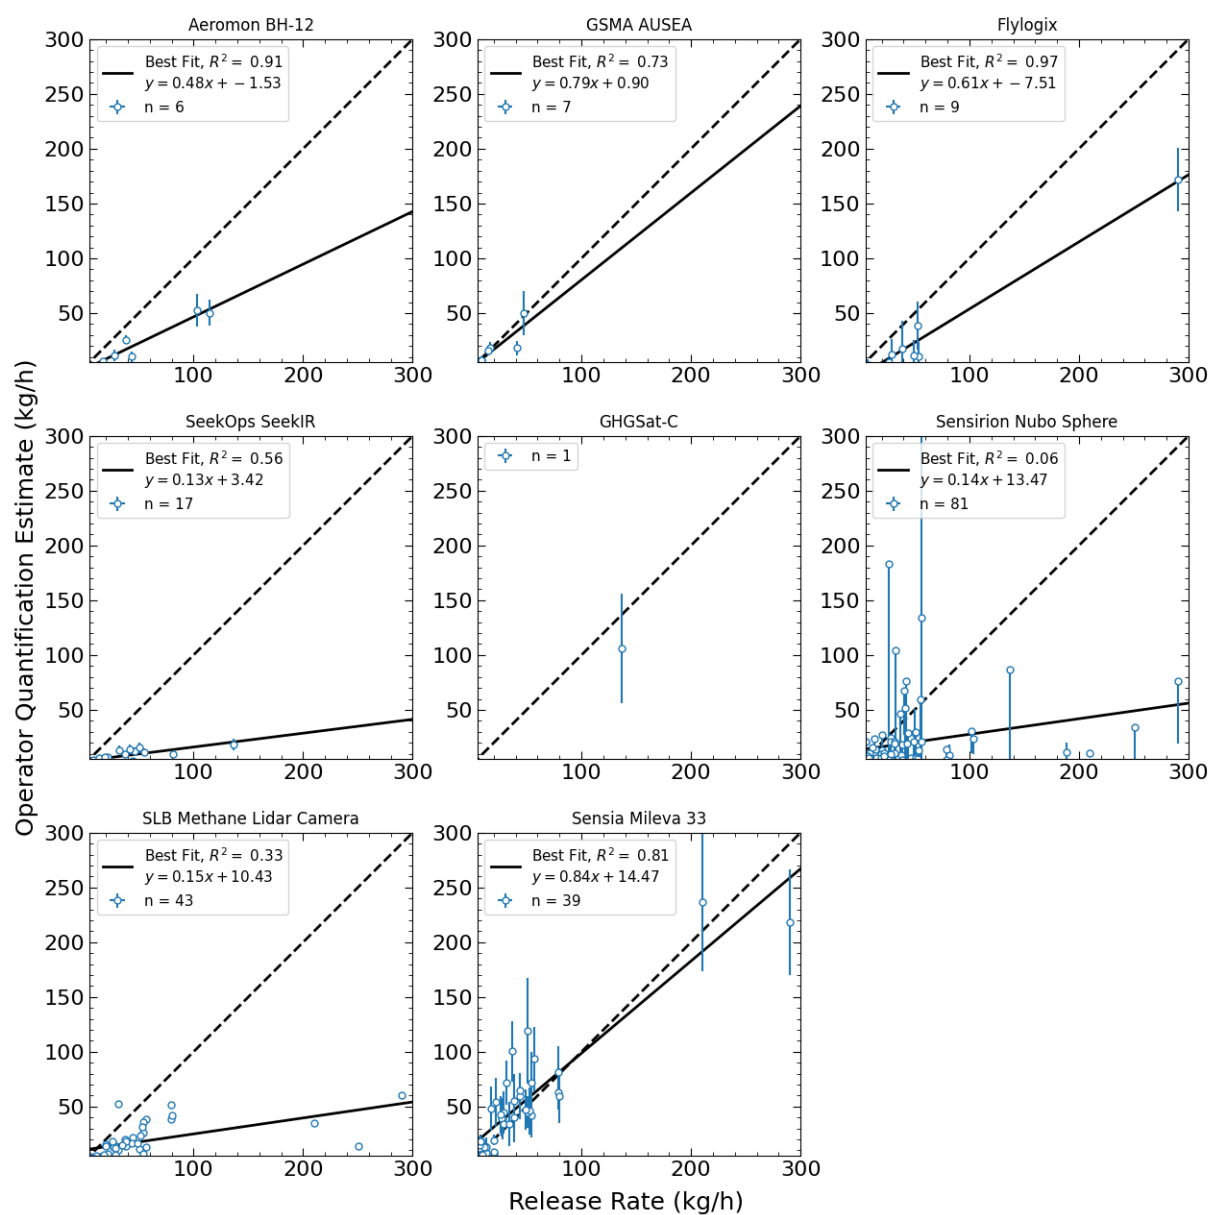 Aeromon BH-12
300
250
200
150
100
50
100 200 300
Best Fit, R² = 0.91
y = 0.48x + − 1.53
n = 6
GSMA AUSEA
300
250
200
150
100
50
100 200 300
Best Fit, R² = 0.73
y = 0.79x + 0.90
n = 7
Flylogix
300
250
200
150
100
50
100 200 300
Best Fit, R² = 0.97
y = 0.61x + − 7.51
n = 9
SeekOps SeekIR
300
250
200
150
100
50
100 200 300
Best Fit, R² = 0.56
y = 0.13x + 3.42
n = 17
GHGSat-C
300
250
200
150
100
50
100 200 300
n = 1
Sensirion Nubo Sphere
300
250
200
150
100
50
100 200 300
Best Fit, R² = 0.06
y = 0.14x + 13.47
n = 81
SLB Methane Lidar Camera
300
250
200
150
100
50
100 200 300
Best Fit, R² = 0.33
y = 0.15x + 10.43
n = 43
Sensia Mileva 33
300
250
200
150
100
50
100 200 300
Best Fit, R² = 0.81
y = 0.84x + 14.47
n = 39
Operator Quantification Estimate (kg/h)
Release Rate (kg/h)